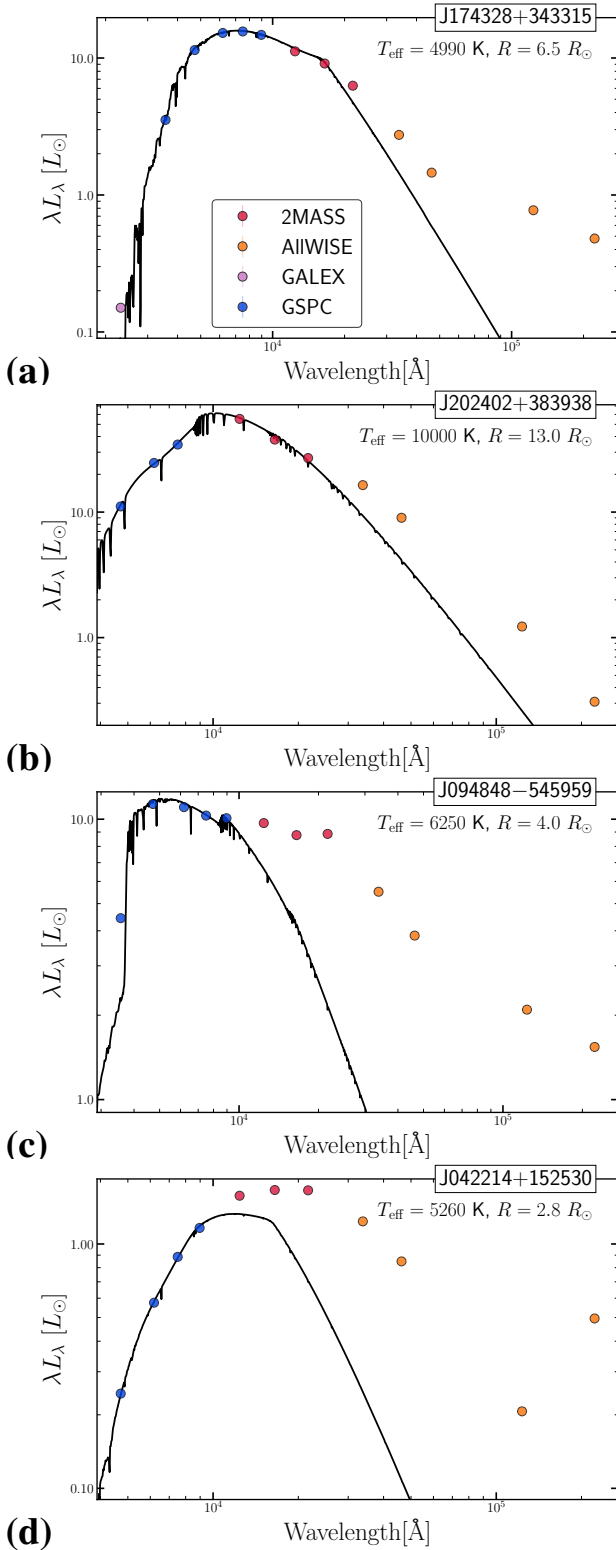 J174328+343315
T_eff = 4990 K, R = 6.5 R_⊙
10.0
1.0
0.1
λL_λ [L_⊙]
2MASS
AllWISE
GALEX
GSPC
10^4
10^5
Wavelength[Å]
(a)
J202402+383938
T_eff = 10000 K, R = 13.0 R_⊙
10.0
1.0
λL_λ [L_⊙]
10^4
10^5
Wavelength[Å]
(b)
J094848−545959
T_eff = 6250 K, R = 4.0 R_⊙
10.0
1.0
λL_λ [L_⊙]
10^4
10^5
Wavelength[Å]
(c)
J042214+152530
T_eff = 5260 K, R = 2.8 R_⊙
1.00
0.10
λL_λ [L_⊙]
10^4
10^5
Wavelength[Å]
(d)